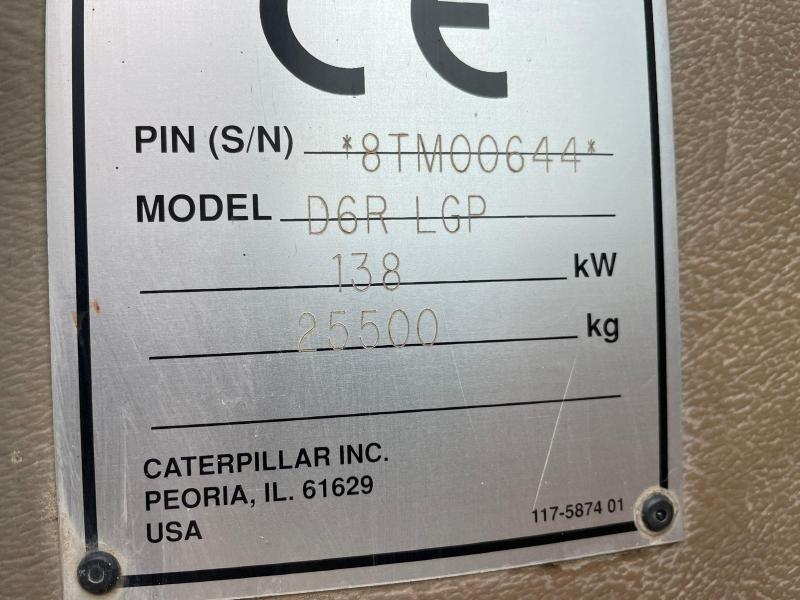 CE
PIN (S/N) *8TM00644*
MODEL D6R LGP
138 kW
25500 kg
CATERPILLAR INC.
PEORIA, IL. 61629
USA
117-5874 01